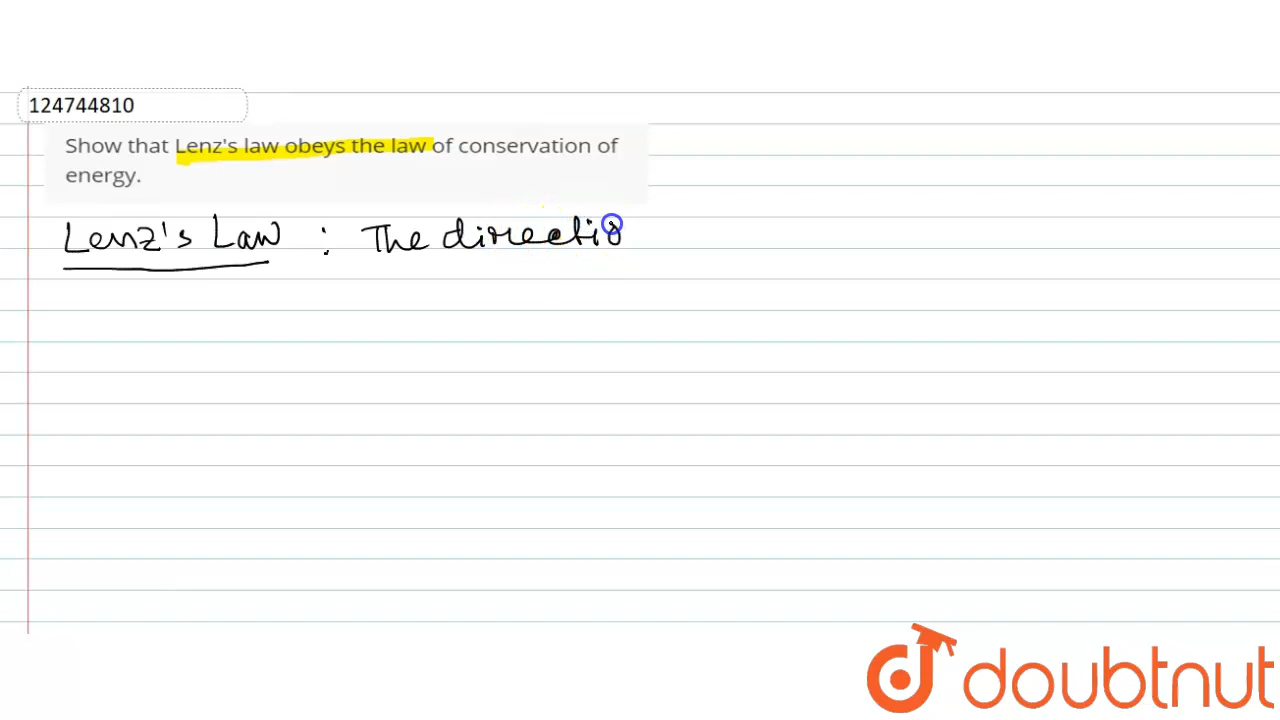 124744810
Show that Lenz's law obeys the law of conservation of
energy.
Lenz's Law : The directio
doubtnut